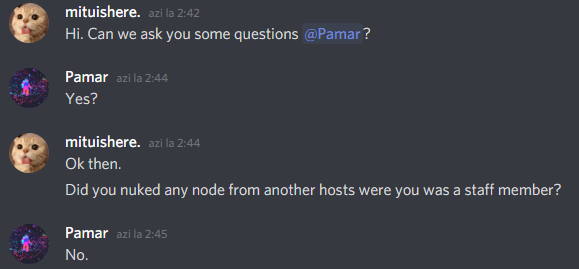 mituishere. azi la 2:42
Hi. Can we ask you some questions @Pamar?
Pamar azi la 2:44
Yes?
mituishere. azi la 2:44
Ok then.
Did you nuked any node from another hosts were you was a staff member?
Pamar azi la 2:45
No.